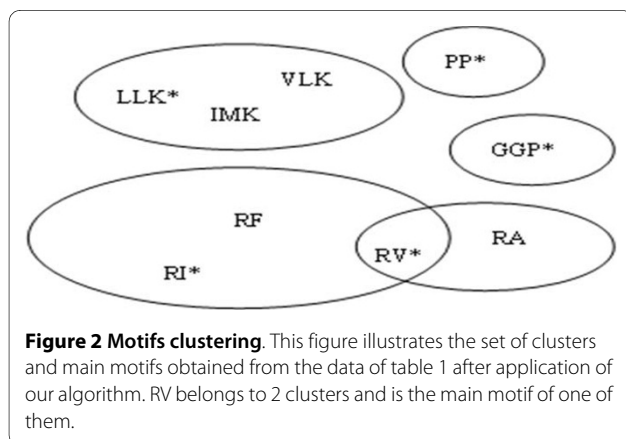 PP*
VLK
LLK*
IMK
GGP*
RF
RA
RV*
RI*
Figure 2 Motifs clustering. This figure illustrates the set of clusters
and main motifs obtained from the data of table 1 after application of
our algorithm. RV belongs to 2 clusters and is the main motif of one of
them.